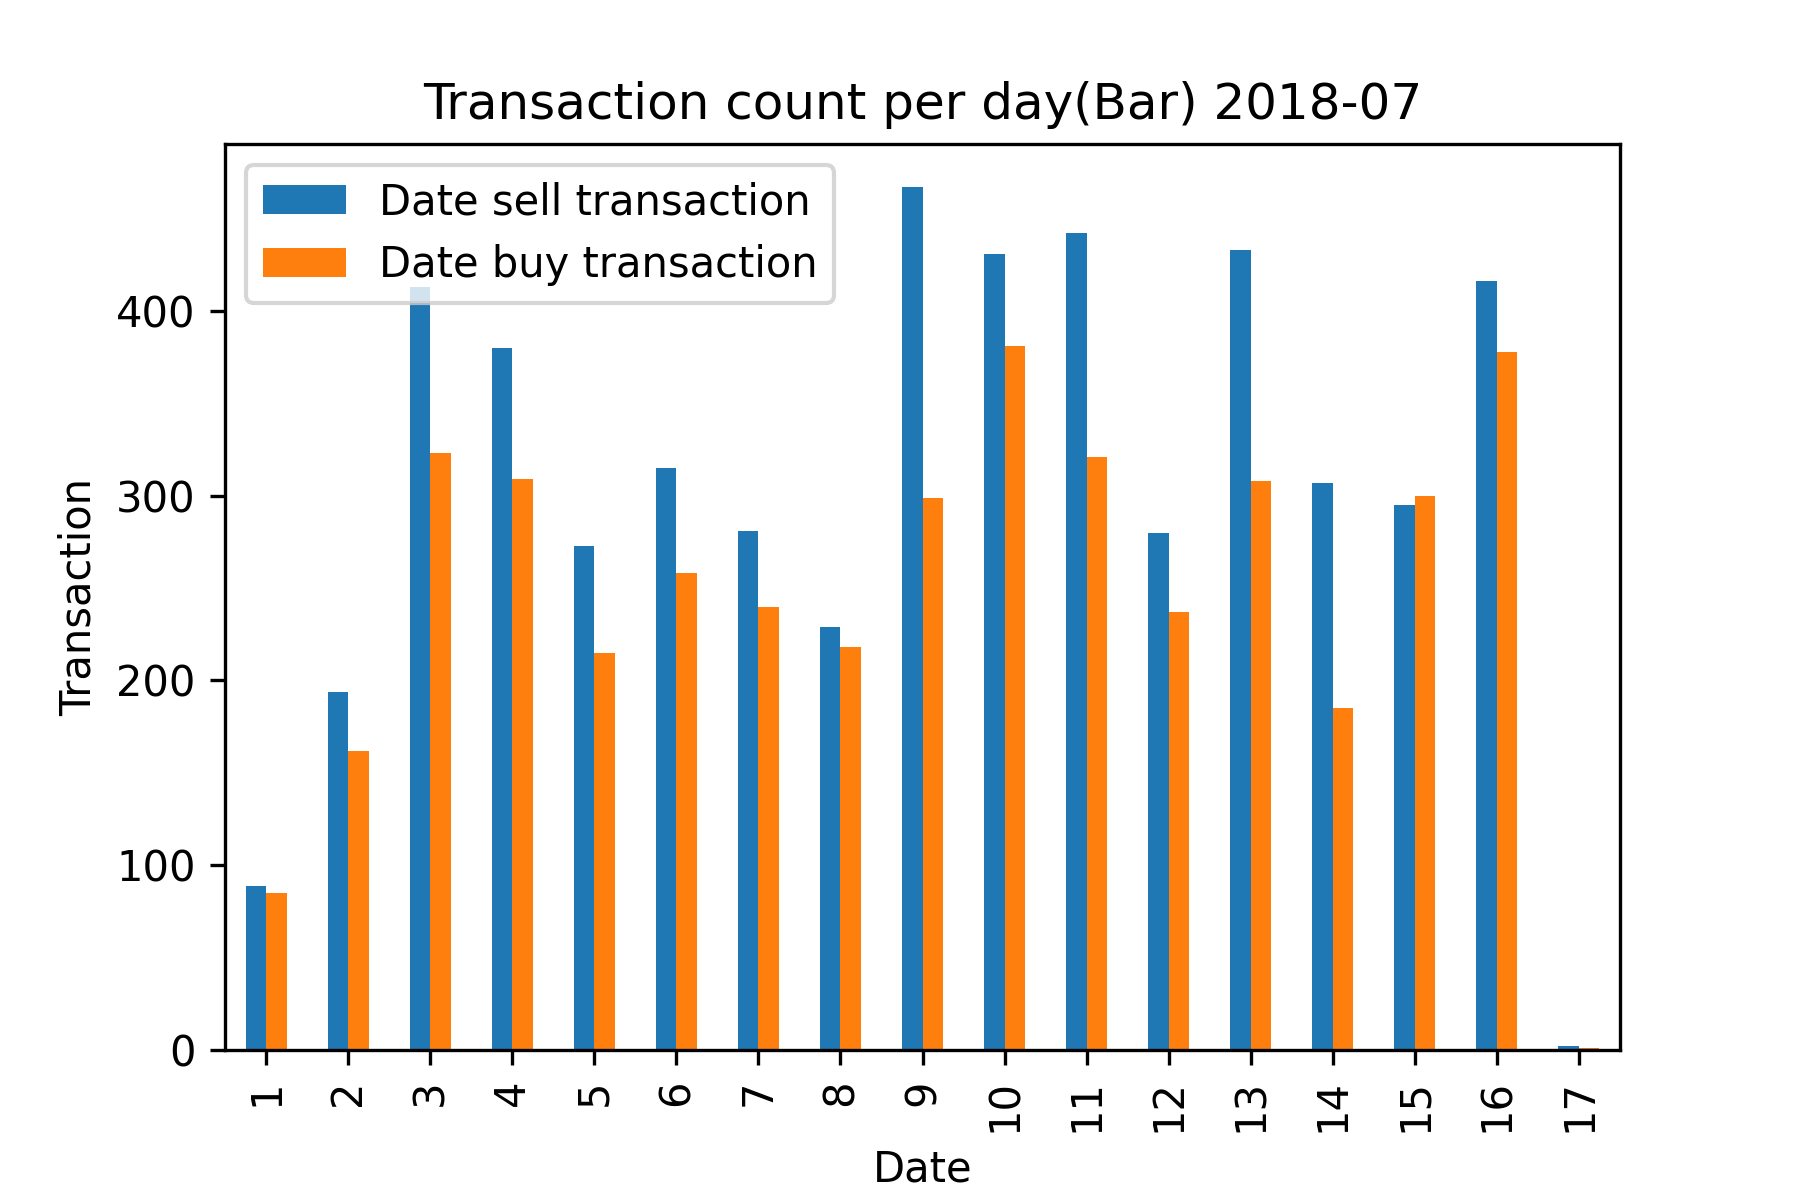 Transaction count per day(Bar) 2018-07
Date sell transaction
Date buy transaction
400
300
200
100
0
Transaction
1 2 3 4 5 6 7 8 9 10 11 12 13 14 15 16 17
Date